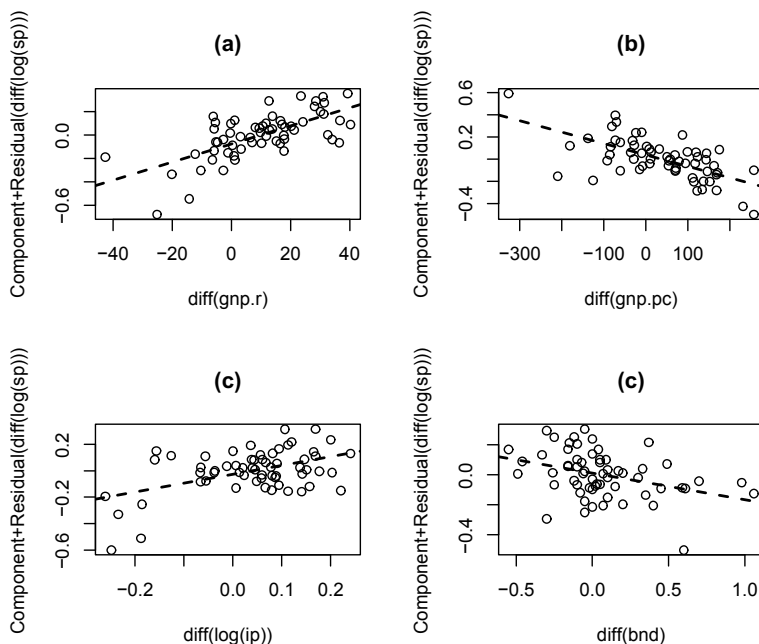 (a)
Component+Residual(diff(log(sp)))
0.0
−0.6
−40 −20 0 20 40
diff(gnp.r)
(b)
Component+Residual(diff(log(sp)))
0.6
0.2
−0.4
−300 −100 0 100
diff(gnp.pc)
(c)
Component+Residual(diff(log(sp)))
0.2
−0.2
−0.6
−0.2 0.0 0.1 0.2
diff(log(ip))
(c)
Component+Residual(diff(log(sp)))
0.0
−0.4
−0.5 0.0 0.5 1.0
diff(bnd)